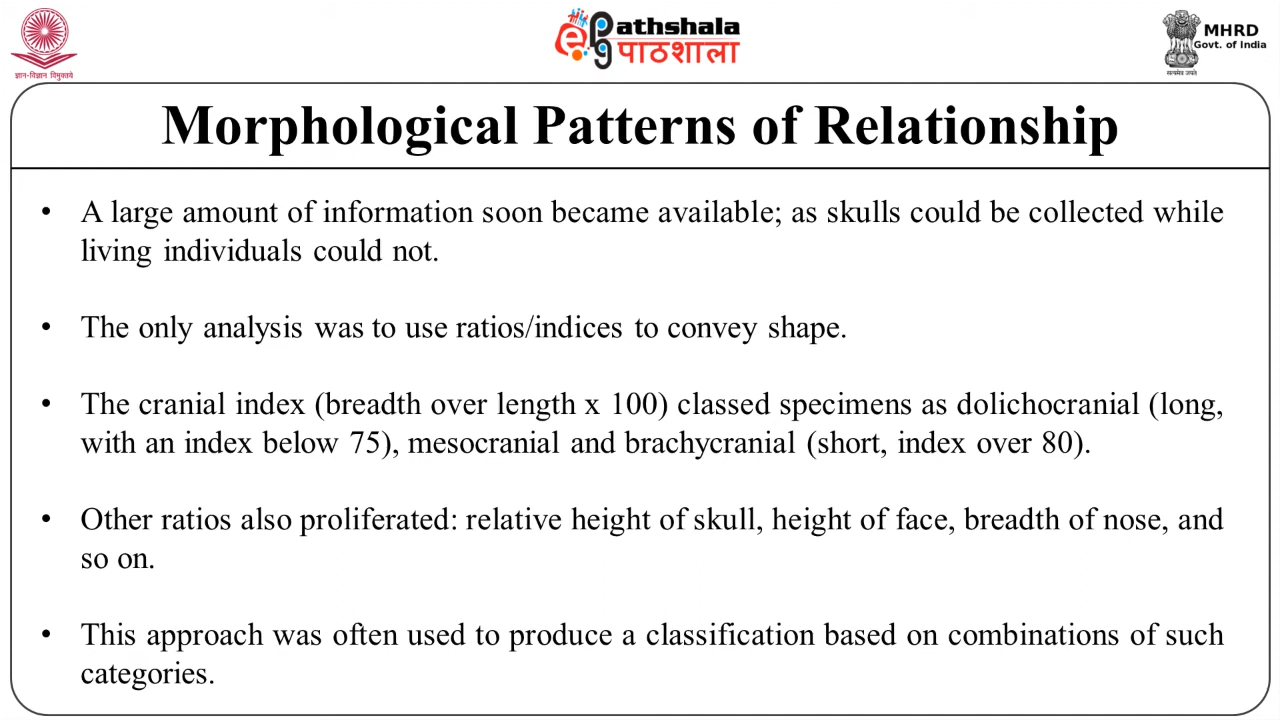 ज्ञान-विज्ञान विमुक्तये
ePathshala
पाठशाला
MHRD
Govt. of India
सत्यमेव जयते
Morphological Patterns of Relationship
• A large amount of information soon became available; as skulls could be collected while
living individuals could not.
• The only analysis was to use ratios/indices to convey shape.
• The cranial index (breadth over length x 100) classed specimens as dolichocranial (long,
with an index below 75), mesocranial and brachycranial (short, index over 80).
• Other ratios also proliferated: relative height of skull, height of face, breadth of nose, and
so on.
• This approach was often used to produce a classification based on combinations of such
categories.